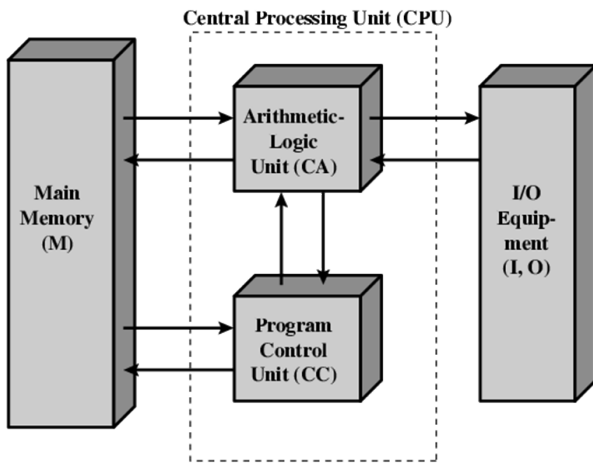 Central Processing Unit (CPU)
Main
Memory
(M)
Arithmetic-
Logic
Unit (CA)
Program
Control
Unit (CC)
I/O
Equip-
ment
(I, O)